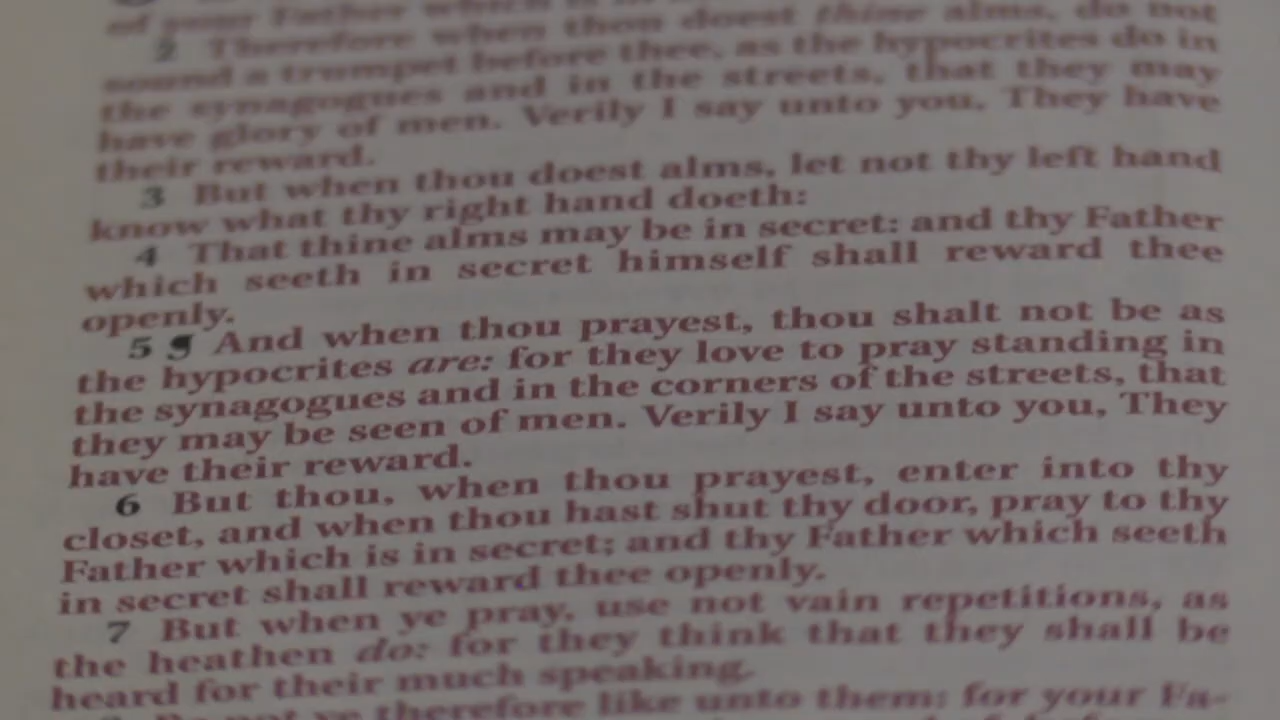 of your Father which is in
2 Therefore when thou doest thine alms, do not
sound a trumpet before thee, as the hypocrites do in
the synagogues and in the streets, that they may
have glory of men. Verily I say unto you, They have
their reward.
3 But when thou doest alms, let not thy left hand
know what thy right hand doeth:
4 That thine alms may be in secret: and thy Father
which seeth in secret himself shall reward thee
openly.
5 ¶ And when thou prayest, thou shalt not be as
the hypocrites are: for they love to pray standing in
the synagogues and in the corners of the streets, that
they may be seen of men. Verily I say unto you, They
have their reward.
6 But thou, when thou prayest, enter into thy
closet, and when thou hast shut thy door, pray to thy
Father which is in secret; and thy Father which seeth
in secret shall reward thee openly.
7 But when ye pray, use not vain repetitions, as
the heathen do: for they think that they shall be
heard for their much speaking.
not ye therefore like unto them: for your Fa-